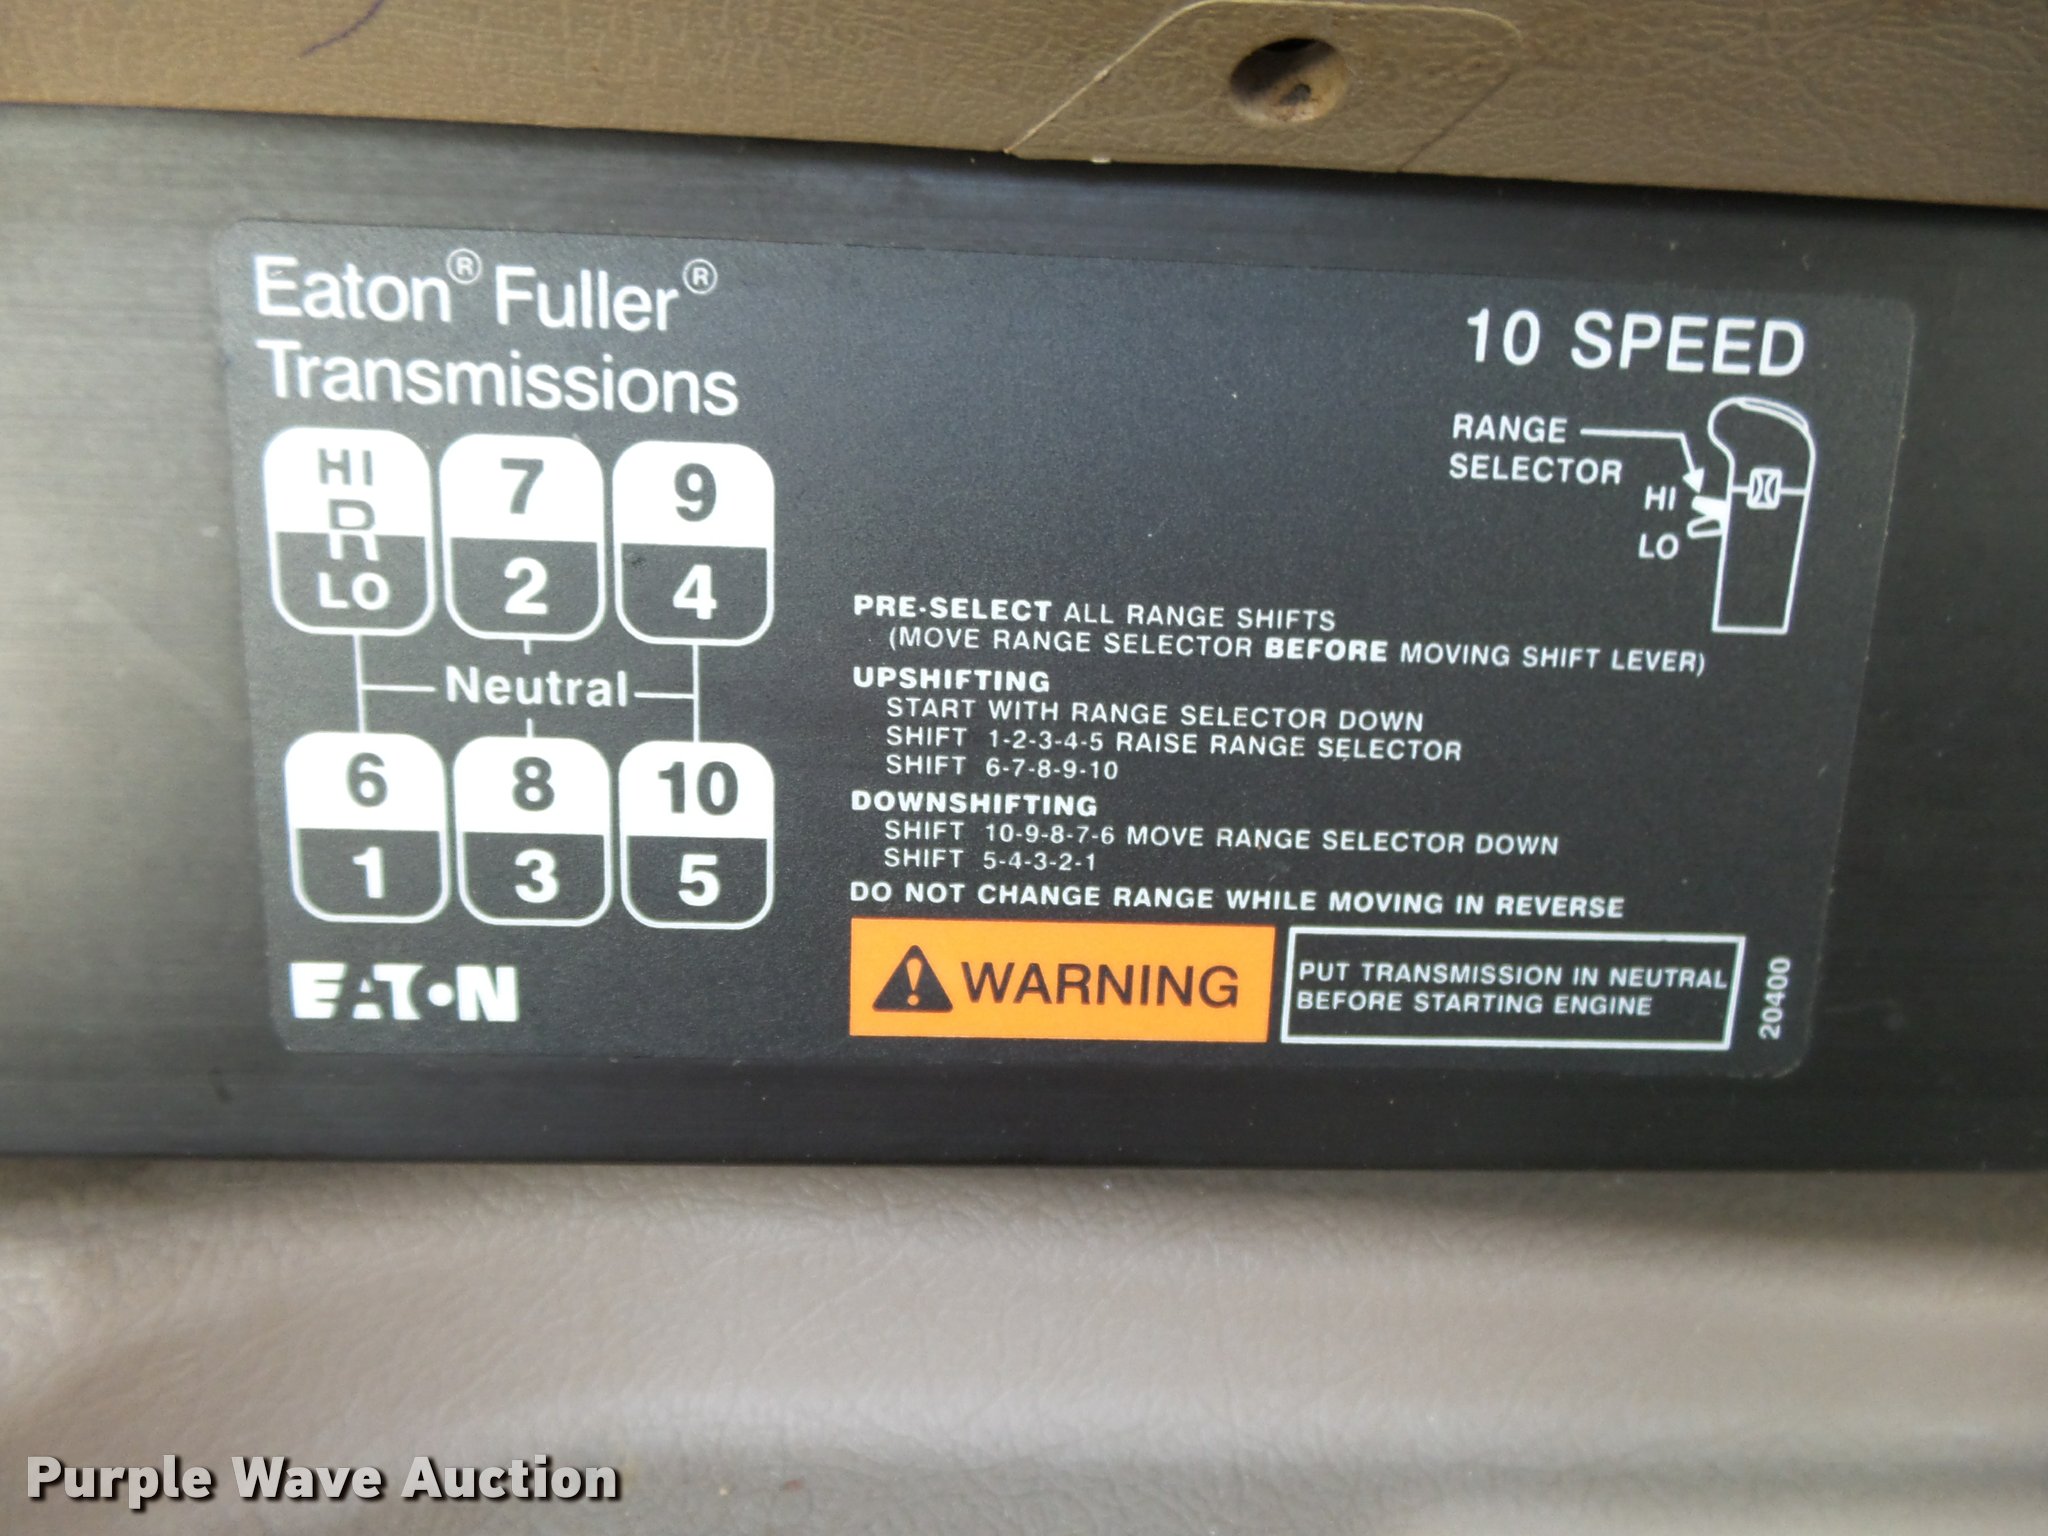 Eaton® Fuller®
Transmissions
10 SPEED
RANGE
SELECTOR
HI
LO
HI
R
LO
7
2
9
4
Neutral
6
1
8
3
10
5
EATON
PRE-SELECT ALL RANGE SHIFTS
(MOVE RANGE SELECTOR BEFORE MOVING SHIFT LEVER)
UPSHIFTING
START WITH RANGE SELECTOR DOWN
SHIFT 1-2-3-4-5 RAISE RANGE SELECTOR
SHIFT 6-7-8-9-10
DOWNSHIFTING
SHIFT 10-9-8-7-6 MOVE RANGE SELECTOR DOWN
SHIFT 5-4-3-2-1
DO NOT CHANGE RANGE WHILE MOVING IN REVERSE
WARNING
PUT TRANSMISSION IN NEUTRAL
BEFORE STARTING ENGINE
20400
Purple Wave Auction